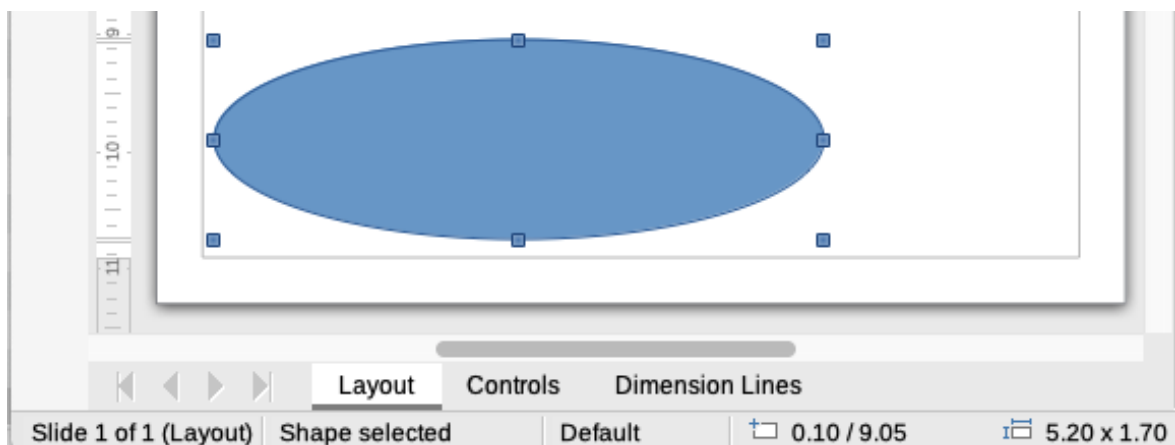 9
10
11
Layout Controls Dimension Lines
Slide 1 of 1 (Layout) Shape selected Default 0.10 / 9.05 5.20 x 1.70